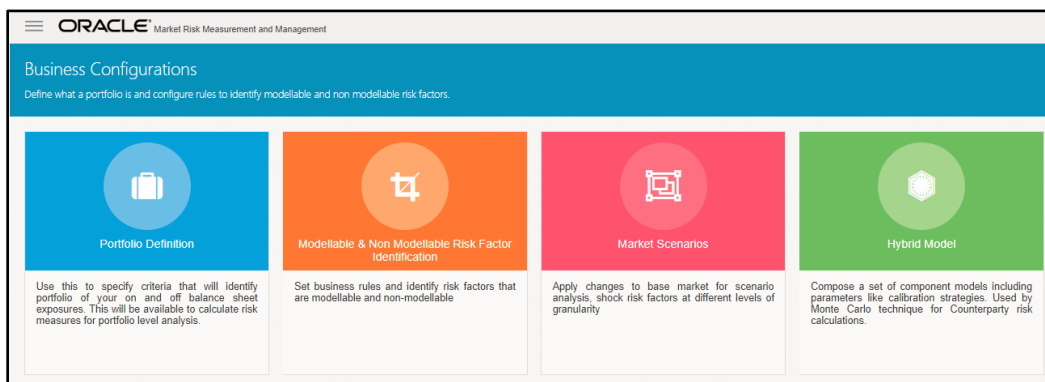 ORACLE® Market Risk Measurement and Management
Business Configurations
Define what a portfolio is and configure rules to identify modellable and non modellable risk factors.
Portfolio Definition
Use this to specify criteria that will identify
portfolio of your on and off balance sheet
exposures. This will be available to calculate risk
measures for portfolio level analysis.
Modellable & Non Modellable Risk Factor
Identification
Set business rules and identify risk factors that
are modellable and non-modellable
Market Scenarios
Apply changes to base market for scenario
analysis, shock risk factors at different levels of
granularity
Hybrid Model
Compose a set of component models including
parameters like calibration strategies. Used by
Monte Carlo technique for Counterparty risk
calculations.